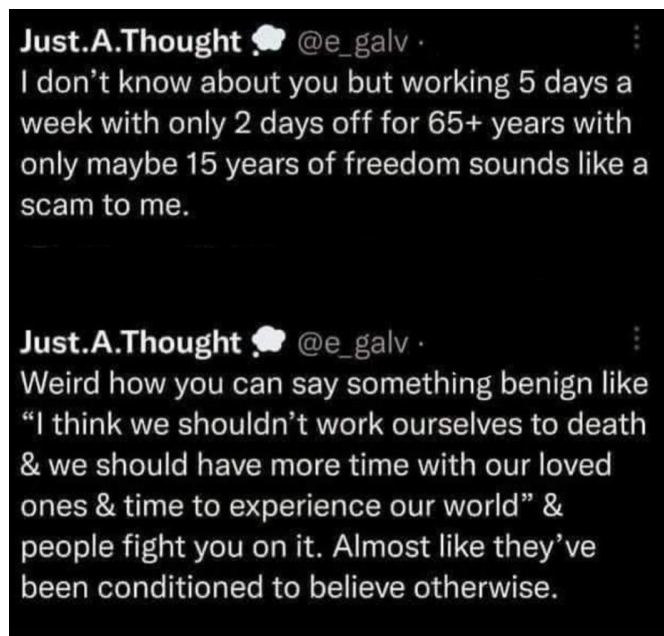 Just.A.Thought 💭 @e_galv ·
I don’t know about you but working 5 days a
week with only 2 days off for 65+ years with
only maybe 15 years of freedom sounds like a
scam to me.
Just.A.Thought 💭 @e_galv ·
Weird how you can say something benign like
“I think we shouldn’t work ourselves to death
& we should have more time with our loved
ones & time to experience our world” &
people fight you on it. Almost like they’ve
been conditioned to believe otherwise.